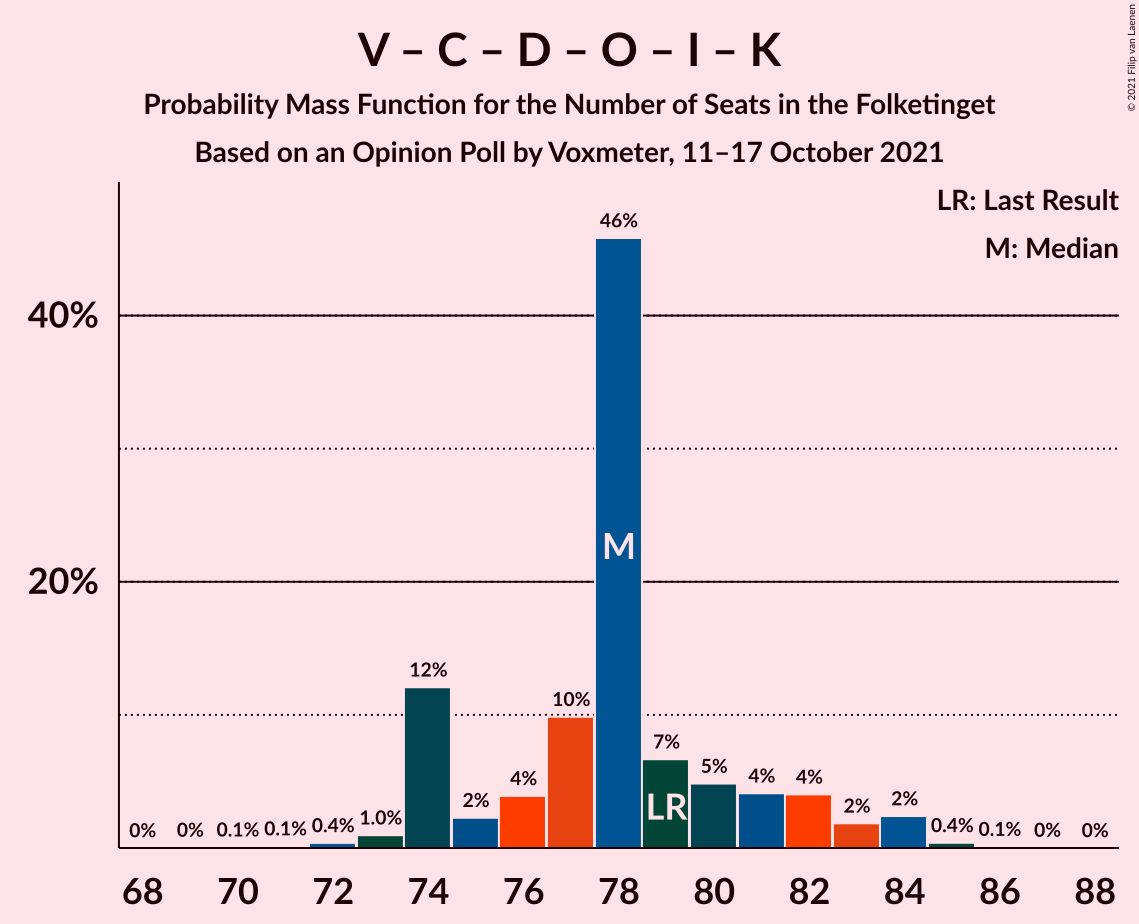 V – C – D – O – I – K
Probability Mass Function for the Number of Seats in the Folketinget
Based on an Opinion Poll by Voxmeter, 11–17 October 2021
© 2021 Filip van Laenen
LR: Last Result
M: Median
40%
20%
0%
0%
0.1%
0.1%
0.4%
1.0%
12%
2%
4%
10%
46%
7%
5%
4%
4%
2%
2%
0.4%
0.1%
0%
0%
M
LR
68 70 72 74 76 78 80 82 84 86 88